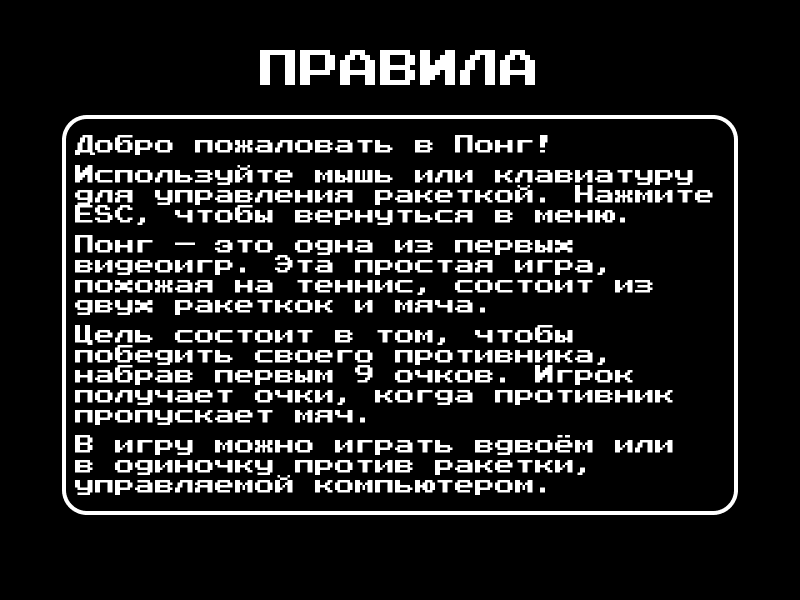 ПРАВИЛА
Добро пожаловать в Понг!
Используйте мышь или клавиатуру
для управления ракеткой. Нажмите
ESC, чтобы вернуться в меню.
Понг — это одна из первых
видеоигр. Эта простая игра,
похожая на теннис, состоит из
двух ракеткок и мяча.
Цель состоит в том, чтобы
победить своего противника,
набрав первым 9 очков. Игрок
получает очки, когда противник
пропускает мяч.
В игру можно играть вдвоём или
в одиночку против ракетки,
управляемой компьютером.